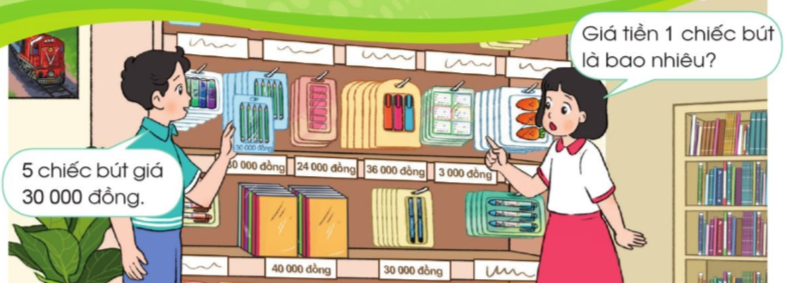 Giá tiền 1 chiếc bút
là bao nhiêu?
5 chiếc bút giá
30 000 đồng.
30 000 đồng
24 000 đồng
36 000 đồng
3 000 đồng
40 000 đồng
30 000 đồng